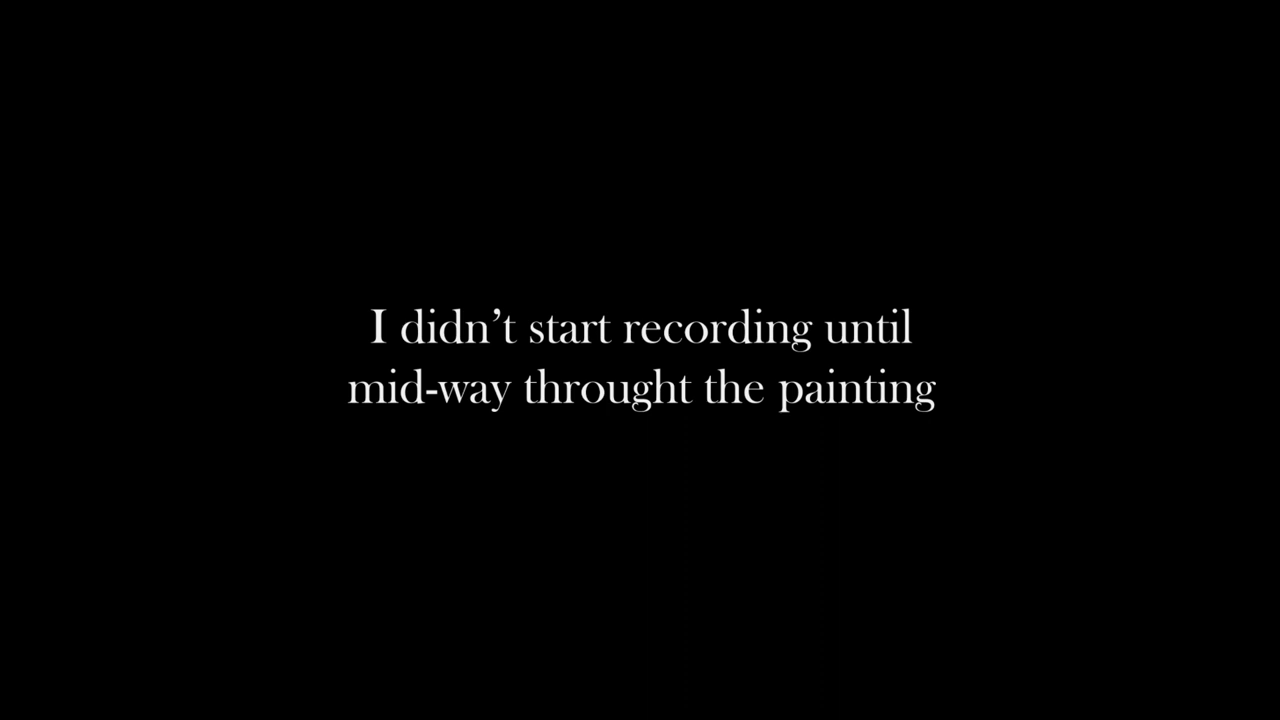 I didn’t start recording until
mid-way throught the painting